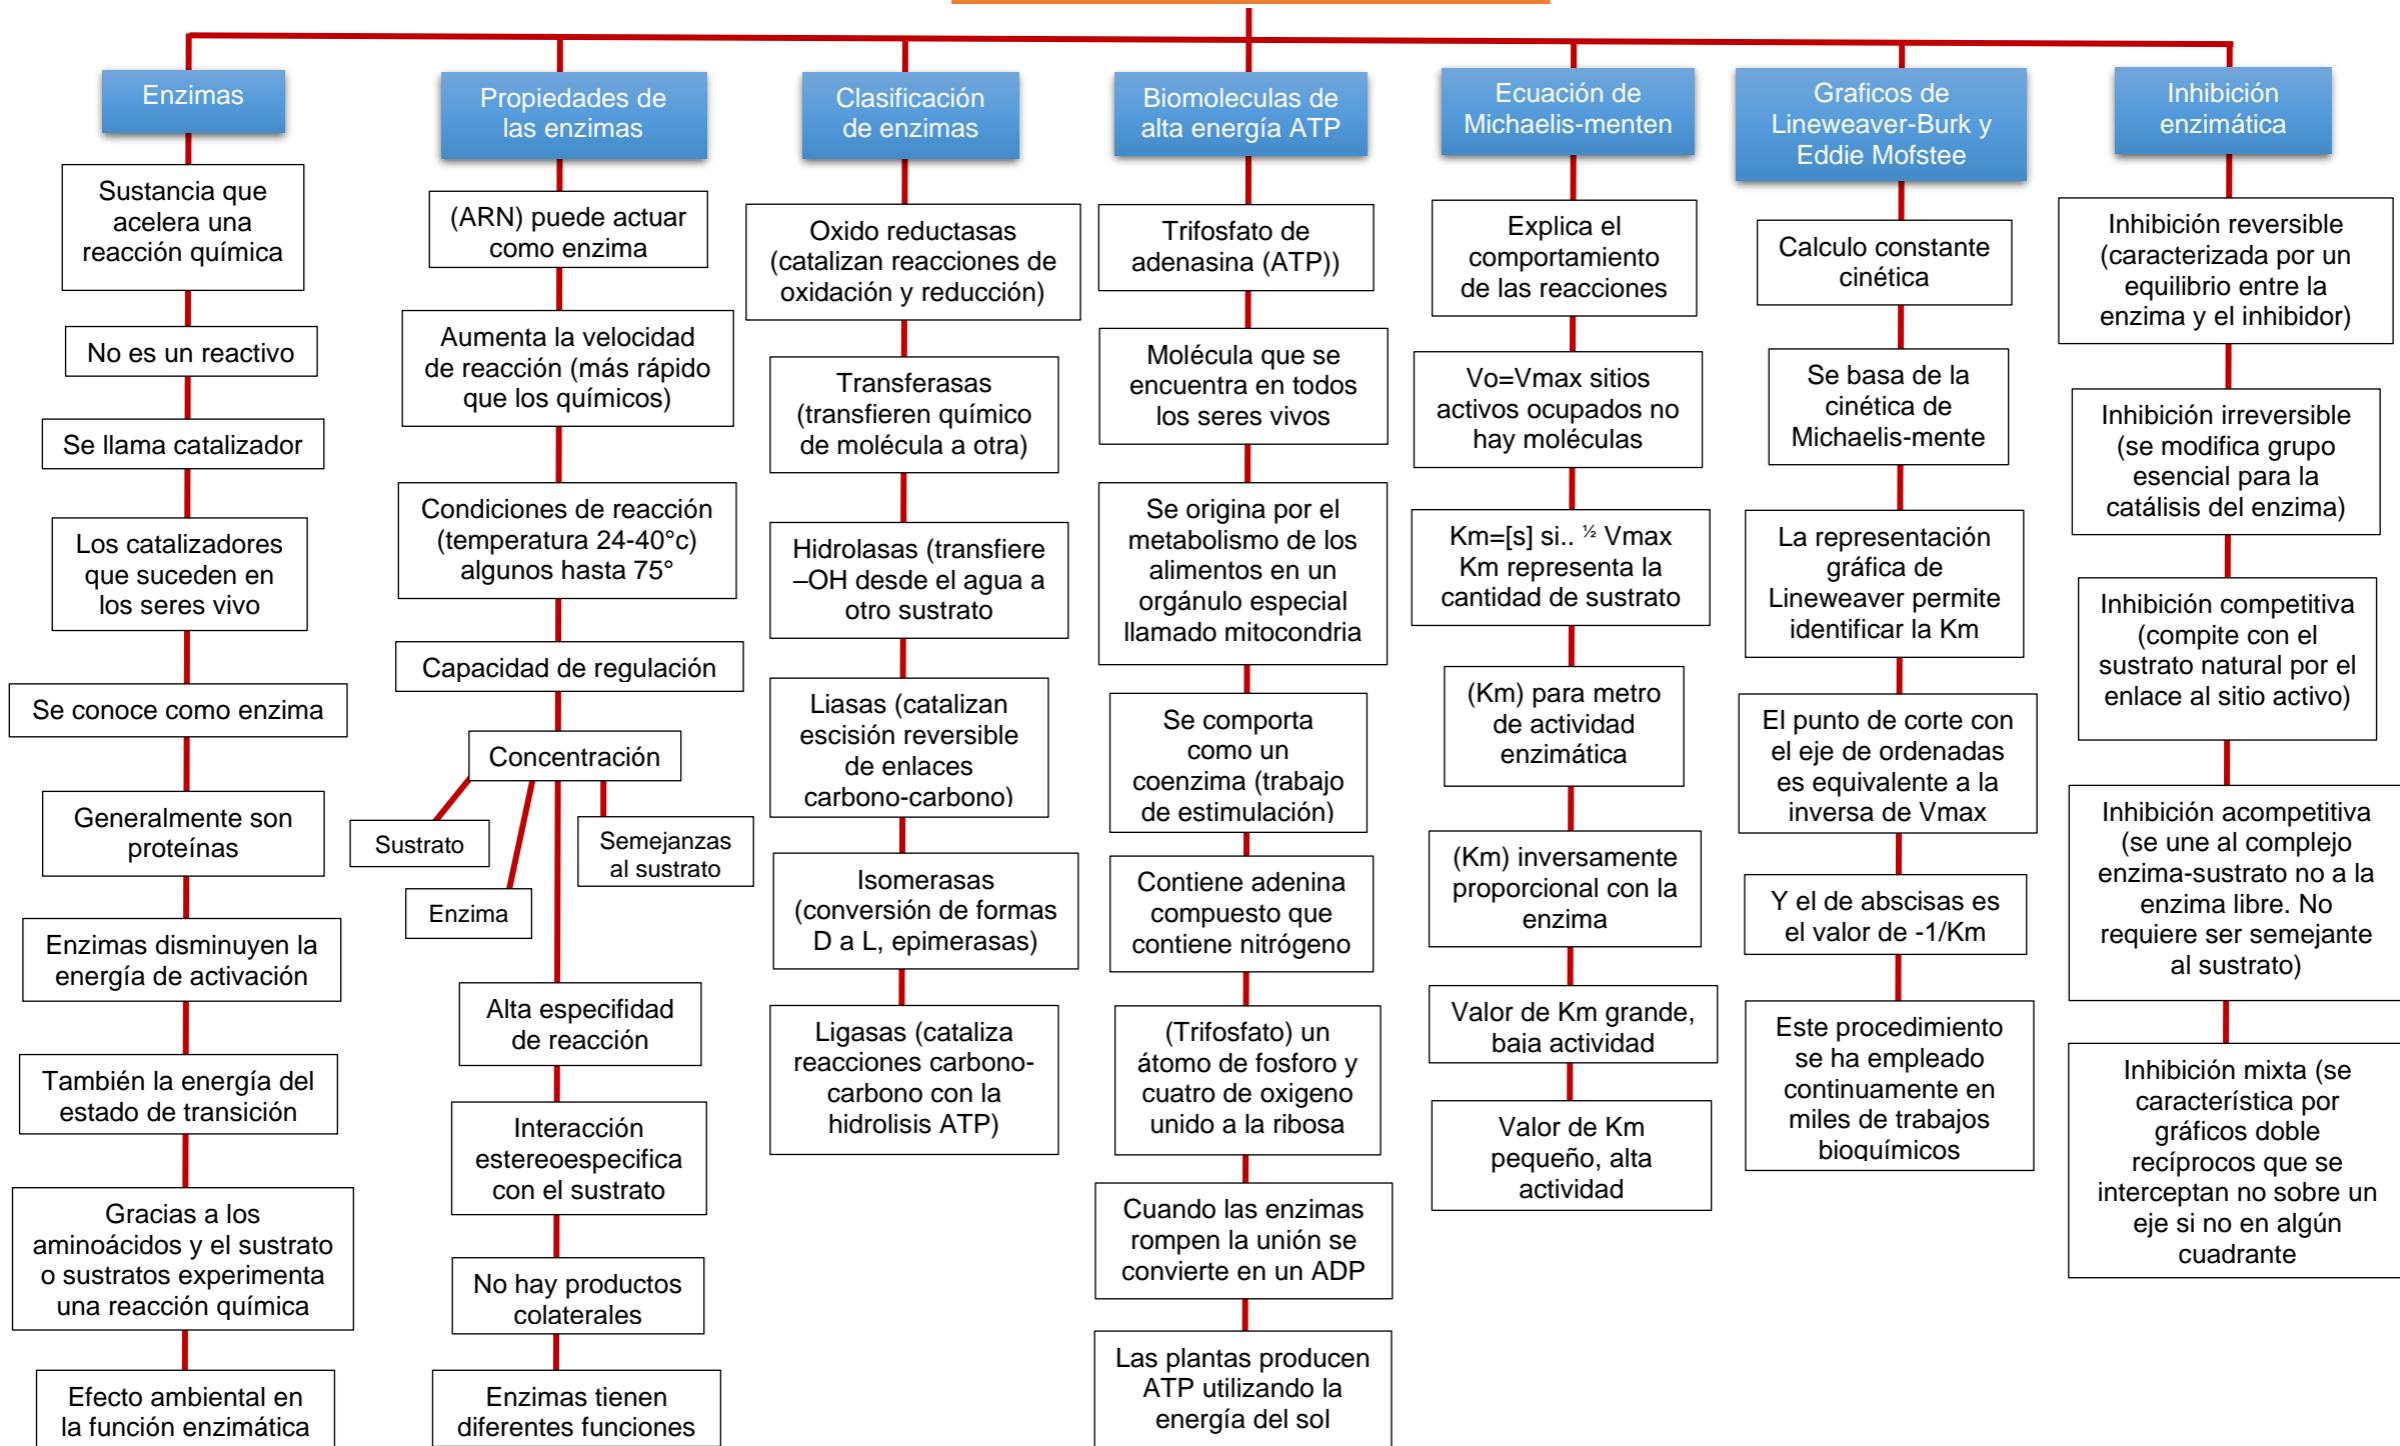 Enzimas
Sustancia que
acelera una
reacción química
No es un reactivo
Se llama catalizador
Los catalizadores
que suceden en
los seres vivo
Se conoce como enzima
Generalmente son
proteínas
Enzimas disminuyen la
energía de activación
También la energía del
estado de transición
Gracias a los
aminoácidos y el sustrato
o sustratos experimenta
una reacción química
Efecto ambiental en
la función enzimática
Propiedades de
las enzimas
(ARN) puede actuar
como enzima
Aumenta la velocidad
de reacción (más rápido
que los químicos)
Condiciones de reacción
(temperatura 24-40°c)
algunos hasta 75°
Capacidad de regulación
Concentración
Sustrato
Enzima
Semejanzas
al sustrato
Alta especifidad
de reacción
Interacción
estereoespecifica
con el sustrato
No hay productos
colaterales
Enzimas tienen
diferentes funciones
Clasificación
de enzimas
Oxido reductasas
(catalizan reacciones de
oxidación y reducción)
Transferasas
(transfieren químico
de molécula a otra)
Hidrolasas (transfiere
–OH desde el agua a
otro sustrato
Liasas (catalizan
escisión reversible
de enlaces
carbono-carbono)
Isomerasas
(conversión de formas
D a L, epimerasas)
Ligasas (cataliza
reacciones carbono-
carbono con la
hidrolisis ATP)
Biomoleculas de
alta energía ATP
Trifosfato de
adenasina (ATP))
Molécula que se
encuentra en todos
los seres vivos
Se origina por el
metabolismo de los
alimentos en un
orgánulo especial
llamado mitocondria
Se comporta
como un
coenzima (trabajo
de estimulación)
Contiene adenina
compuesto que
contiene nitrógeno
(Trifosfato) un
átomo de fosforo y
cuatro de oxigeno
unido a la ribosa
Cuando las enzimas
rompen la unión se
convierte en un ADP
Las plantas producen
ATP utilizando la
energía del sol
Ecuación de
Michaelis-menten
Explica el
comportamiento
de las reacciones
Vo=Vmax sitios
activos ocupados no
hay moléculas
Km=[s] si.. ½ Vmax
Km representa la
cantidad de sustrato
(Km) para metro
de actividad
enzimática
(Km) inversamente
proporcional con la
enzima
Valor de Km grande,
baja actividad
Valor de Km
pequeño, alta
actividad
Graficos de
Lineweaver-Burk y
Eddie Mofstee
Calculo constante
cinética
Se basa de la
cinética de
Michaelis-mente
La representación
gráfica de
Lineweaver permite
identificar la Km
El punto de corte con
el eje de ordenadas
es equivalente a la
inversa de Vmax
Y el de abscisas es
el valor de -1/Km
Este procedimiento
se ha empleado
continuamente en
miles de trabajos
bioquímicos
Inhibición
enzimática
Inhibición reversible
(caracterizada por un
equilibrio entre la
enzima y el inhibidor)
Inhibición irreversible
(se modifica grupo
esencial para la
catálisis del enzima)
Inhibición competitiva
(compite con el
sustrato natural por el
enlace al sitio activo)
Inhibición acompetitiva
(se une al complejo
enzima-sustrato no a la
enzima libre. No
requiere ser semejante
al sustrato)
Inhibición mixta (se
característica por
gráficos doble
recíprocos que se
interceptan no sobre un
eje si no en algún
cuadrante